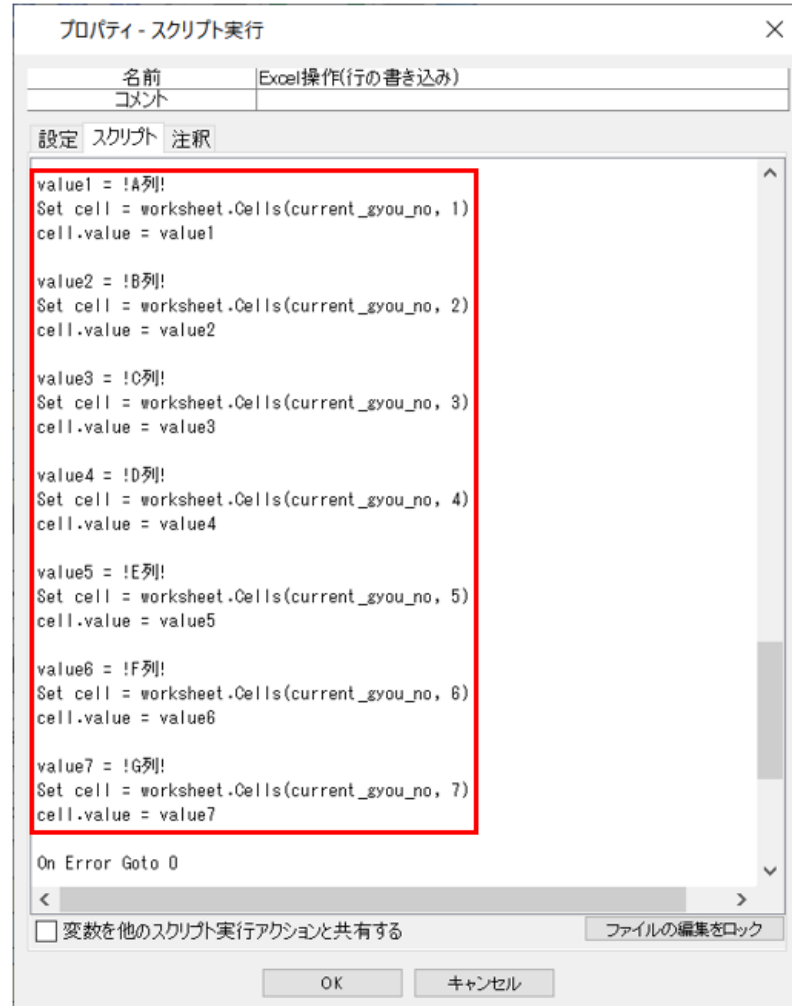 プロパティ - スクリプト実行
名前 Excel操作(行の書き込み)
コメント
設定 スクリプト 注釈
value1 = !A列!
Set cell = worksheet.Cells(current_gyou_no, 1)
cell.value = value1
value2 = !B列!
Set cell = worksheet.Cells(current_gyou_no, 2)
cell.value = value2
value3 = !C列!
Set cell = worksheet.Cells(current_gyou_no, 3)
cell.value = value3
value4 = !D列!
Set cell = worksheet.Cells(current_gyou_no, 4)
cell.value = value4
value5 = !E列!
Set cell = worksheet.Cells(current_gyou_no, 5)
cell.value = value5
value6 = !F列!
Set cell = worksheet.Cells(current_gyou_no, 6)
cell.value = value6
value7 = !G列!
Set cell = worksheet.Cells(current_gyou_no, 7)
cell.value = value7
On Error Goto 0
変数を他のスクリプト実行アクションと共有する ファイルの編集をロック
OK キャンセル